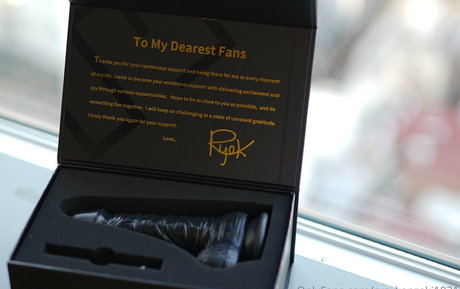 To My Dearest Fans
Thanks you for your continuous support and being there for me at every moment
of my life. I wish to become your emotional support with delivering excitement and
joy through various opportunities. Hope to be as close to you as possible, and do
something fun together. I will keep on challenging in a state of constant gratitude.
I truly thank you again for your support.
Love,